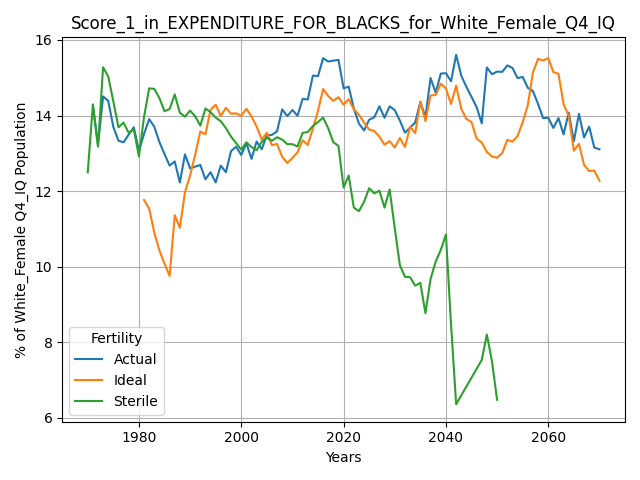 Score_1_in_EXPENDITURE_FOR_BLACKS_for_White_Female_Q4_IQ
% of White_Female Q4_IQ Population
16
14
12
10
8
6
Fertility
Actual
Ideal
Sterile
1980
2000
2020
2040
2060
Years